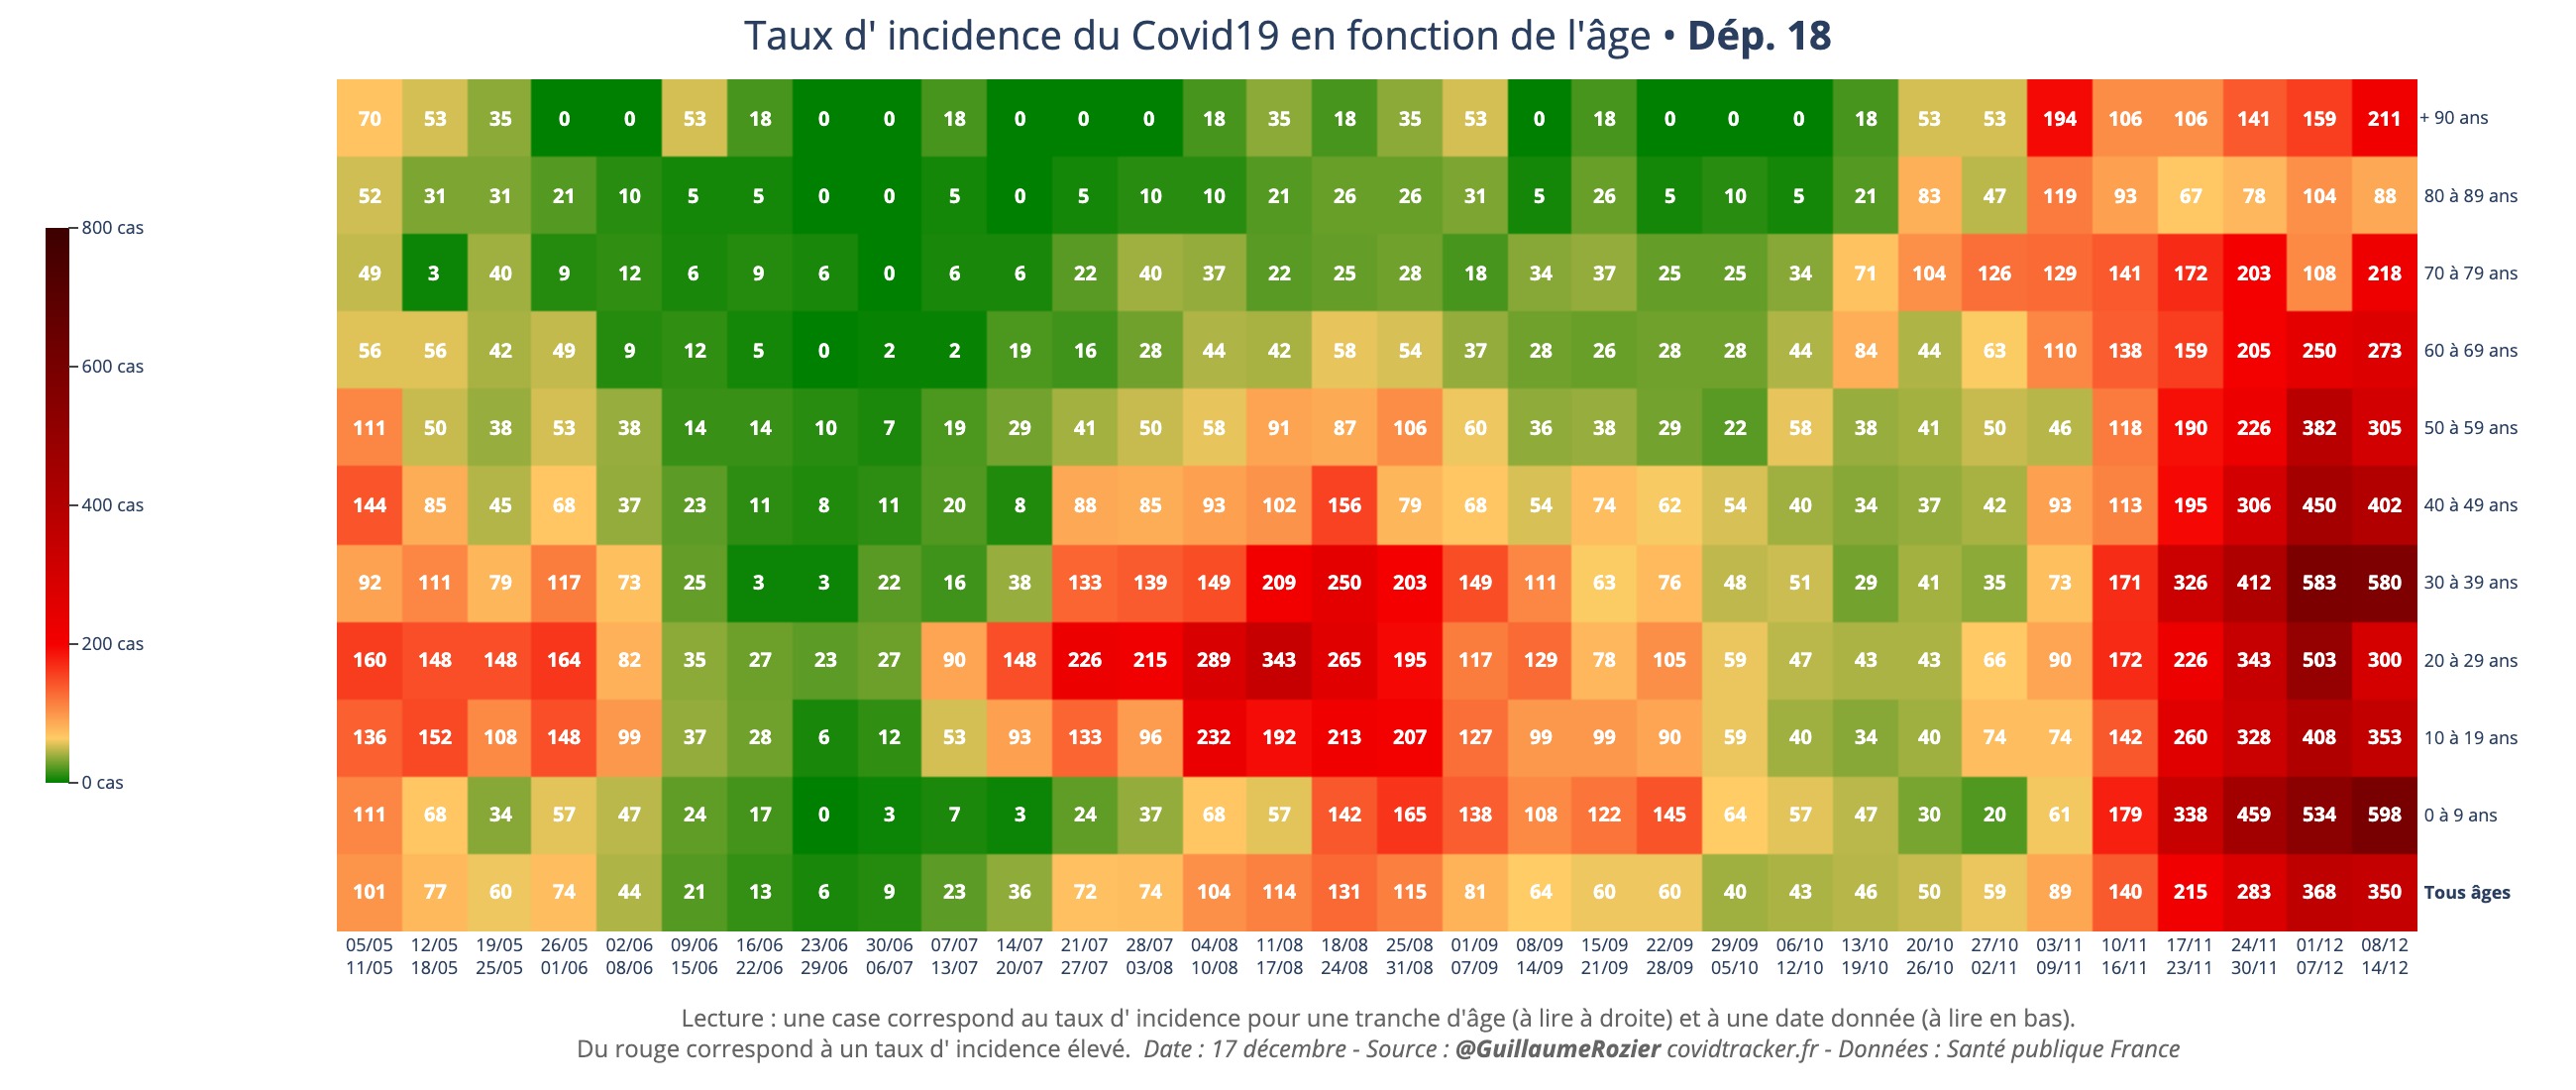 Taux d' incidence du Covid19 en fonction de l'âge • Dép. 18
70 53 35 0 0 53 18 0 0 18 0 0 0 18 35 18 35 53 0 18 0 0 0 18 53 53 194 106 106 141 159 211 + 90 ans
52 31 31 21 10 5 5 0 0 5 0 5 10 10 21 26 26 31 5 26 5 10 5 21 83 47 119 93 67 78 104 88 80 à 89 ans
49 3 40 9 12 6 9 6 0 6 6 22 40 37 22 25 28 18 34 37 25 25 34 71 104 126 129 141 172 203 108 218 70 à 79 ans
56 56 42 49 9 12 5 0 2 2 19 16 28 44 42 58 54 37 28 26 28 28 44 84 44 63 110 138 159 205 250 273 60 à 69 ans
111 50 38 53 38 14 14 10 7 19 29 41 50 58 91 87 106 60 36 38 29 22 58 38 41 50 46 118 190 226 382 305 50 à 59 ans
144 85 45 68 37 23 11 8 11 20 8 88 85 93 102 156 79 68 54 74 62 54 40 34 37 42 93 113 195 306 450 402 40 à 49 ans
92 111 79 117 73 25 3 3 22 16 38 133 139 149 209 250 203 149 111 63 76 48 51 29 41 35 73 171 326 412 583 580 30 à 39 ans
160 148 148 164 82 35 27 23 27 90 148 226 215 289 343 265 195 117 129 78 105 59 47 43 43 66 90 172 226 343 503 300 20 à 29 ans
136 152 108 148 99 37 28 6 12 53 93 133 96 232 192 213 207 127 99 99 90 59 40 34 40 74 74 142 260 328 408 353 10 à 19 ans
111 68 34 57 47 24 17 0 3 7 3 24 37 68 57 142 165 138 108 122 145 64 57 47 30 20 61 179 338 459 534 598 0 à 9 ans
101 77 60 74 44 21 13 6 9 23 36 72 74 104 114 131 115 81 64 60 60 40 43 46 50 59 89 140 215 283 368 350 Tous âges
05/05 12/05 19/05 26/05 02/06 09/06 16/06 23/06 30/06 07/07 14/07 21/07 28/07 04/08 11/08 18/08 25/08 01/09 08/09 15/09 22/09 29/09 06/10 13/10 20/10 27/10 03/11 10/11 17/11 24/11 01/12 08/12
11/05 18/05 25/05 01/06 08/06 15/06 22/06 29/06 06/07 13/07 20/07 27/07 03/08 10/08 17/08 24/08 31/08 07/09 14/09 21/09 28/09 05/10 12/10 19/10 26/10 02/11 09/11 16/11 23/11 30/11 07/12 14/12
800 cas
600 cas
400 cas
200 cas
0 cas
Lecture : une case correspond au taux d' incidence pour une tranche d'âge (à lire à droite) et à une date donnée (à lire en bas).
Du rouge correspond à un taux d' incidence élevé. Date : 17 décembre - Source : @GuillaumeRozier covidtracker.fr - Données : Santé publique France